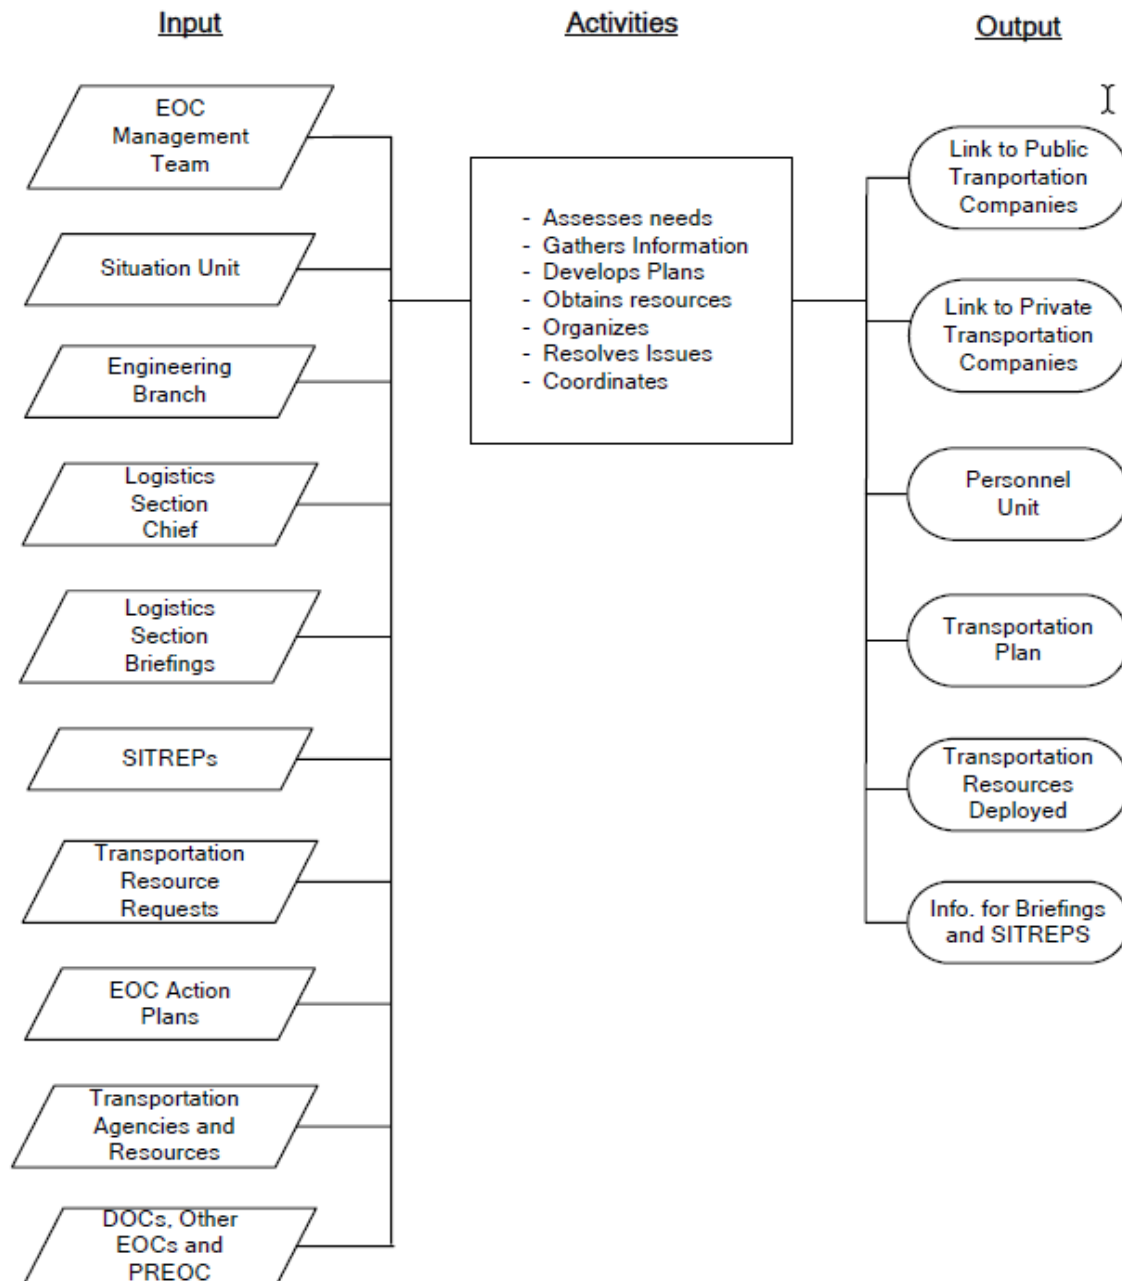 Input
Activities
Output
EOC
Management
Team
Situation Unit
Engineering
Branch
Logistics
Section
Chief
Logistics
Section
Briefings
SITREPs
Transportation
Resource
Requests
EOC Action
Plans
Transportation
Agencies and
Resources
DOCs, Other
EOCs and
PREOC
- Assesses needs
- Gathers Information
- Develops Plans
- Obtains resources
- Organizes
- Resolves Issues
- Coordinates
Link to Public
Tranportation
Companies
Link to Private
Transportation
Companies
Personnel
Unit
Transportation
Plan
Transportation
Resources
Deployed
Info. for Briefings
and SITREPS